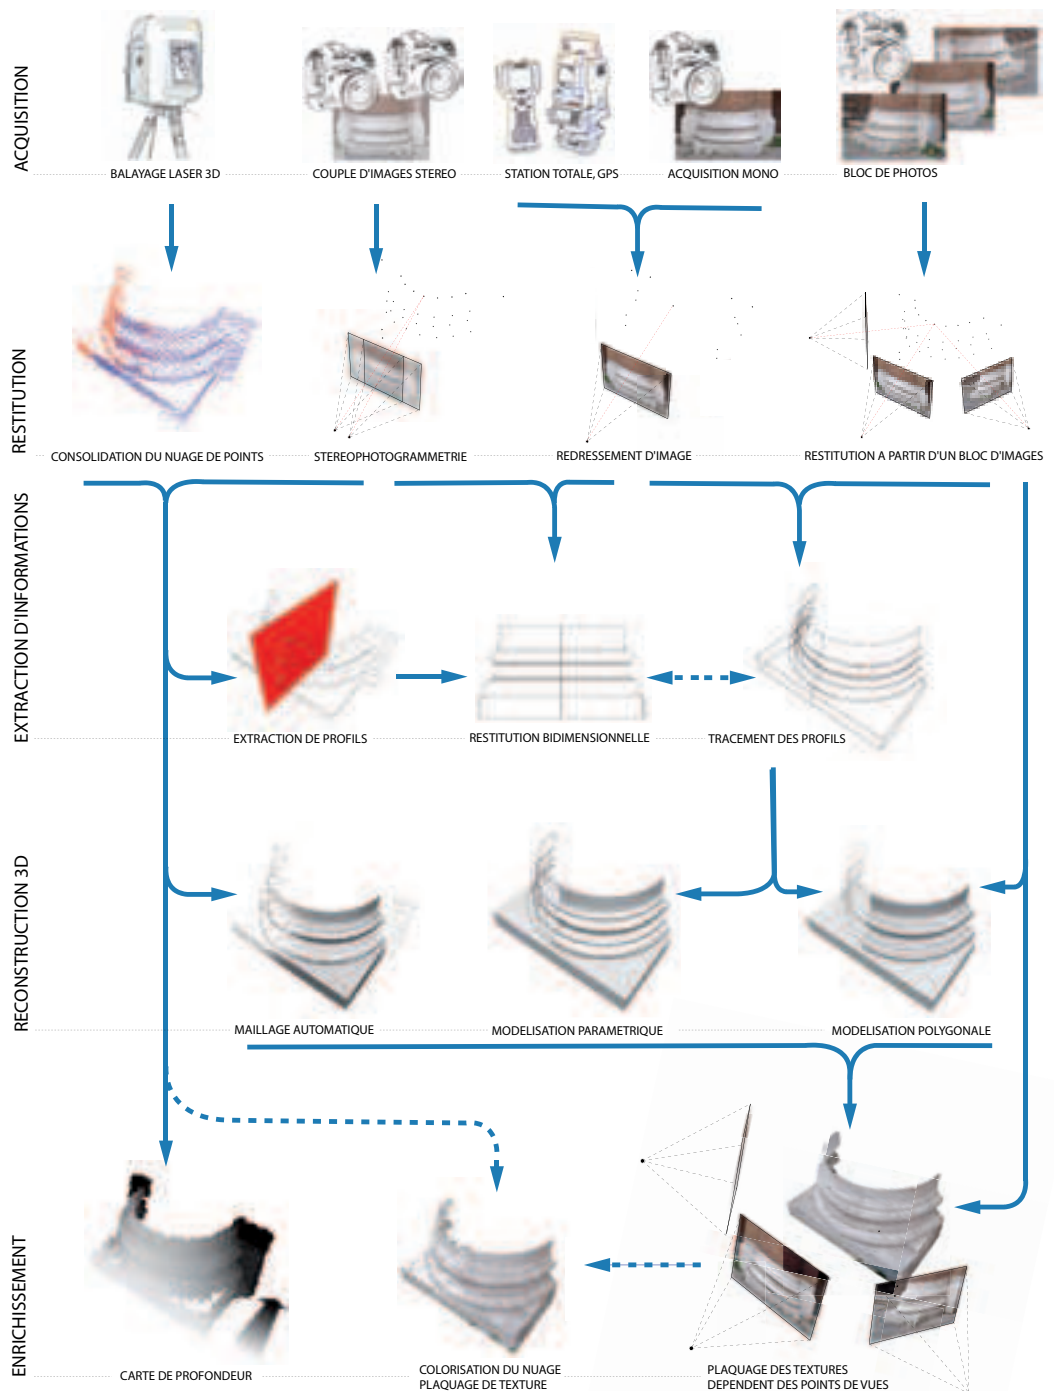 ACQUISITION
BALAYAGE LASER 3D
COUPLE D'IMAGES STEREO
STATION TOTALE, GPS
ACQUISITION MONO
BLOC DE PHOTOS
RESTITUTION
CONSOLIDATION DU NUAGE DE POINTS
STEREOPHOTOGRAMMETRIE
REDRESSEMENT D'IMAGE
RESTITUTION A PARTIR D'UN BLOC D'IMAGES
EXTRACTION D'INFORMATIONS
EXTRACTION DE PROFILS
RESTITUTION BIDIMENSIONNELLE
TRACEMENT DES PROFILS
RECONSTRUCTION 3D
MAILLAGE AUTOMATIQUE
MODELISATION PARAMETRIQUE
MODELISATION POLYGONALE
ENRICHISSEMENT
CARTE DE PROFONDEUR
COLORISATION DU NUAGE
PLAQUAGE DE TEXTURE
PLAQUAGE DES TEXTURES
DEPENDENT DES POINTS DE VUES